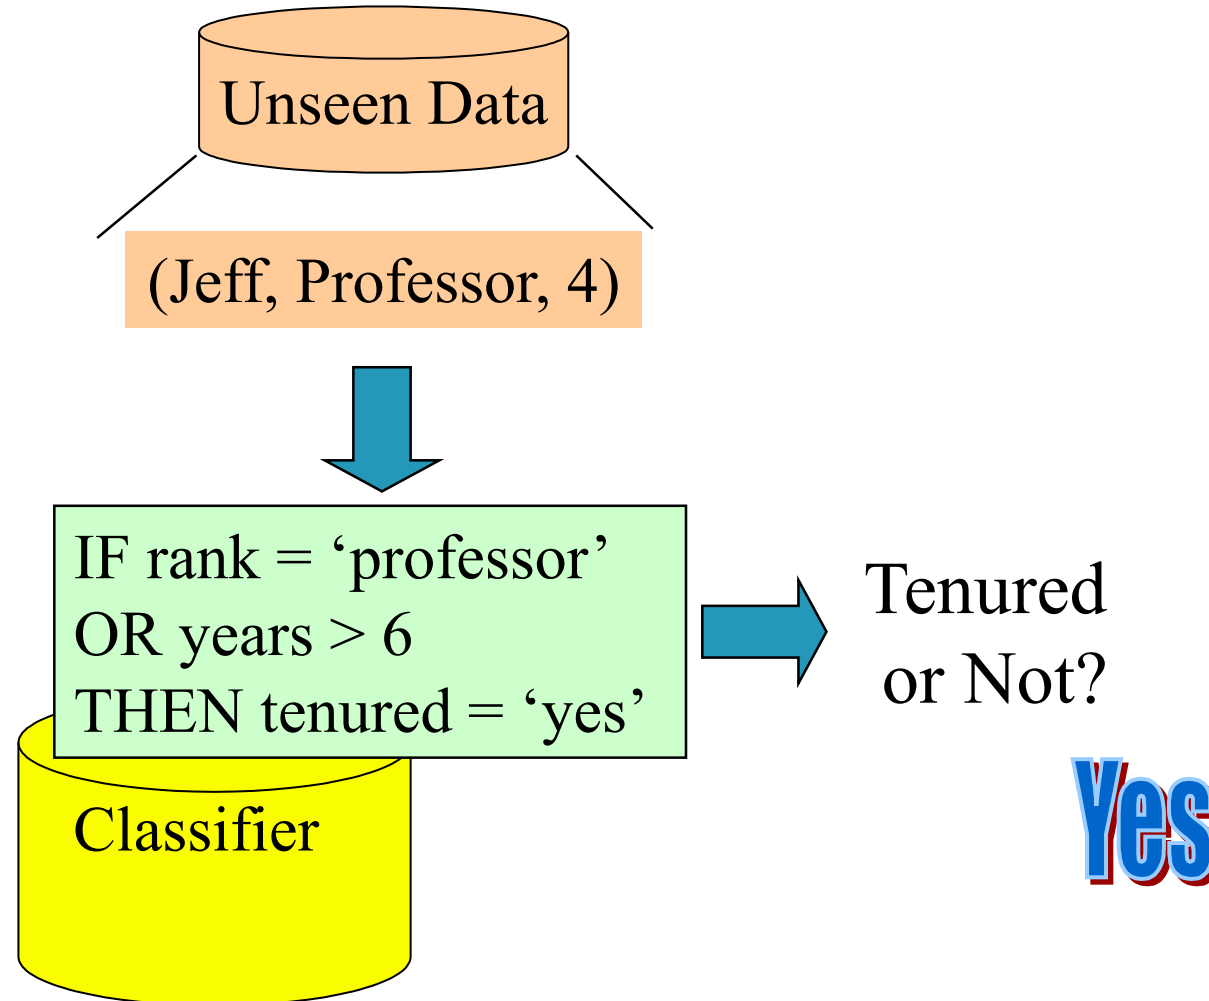 Unseen Data
(Jeff, Professor, 4)
IF rank = ‘professor’
OR years > 6
THEN tenured = ‘yes’
Tenured
or Not?
Classifier
Yes